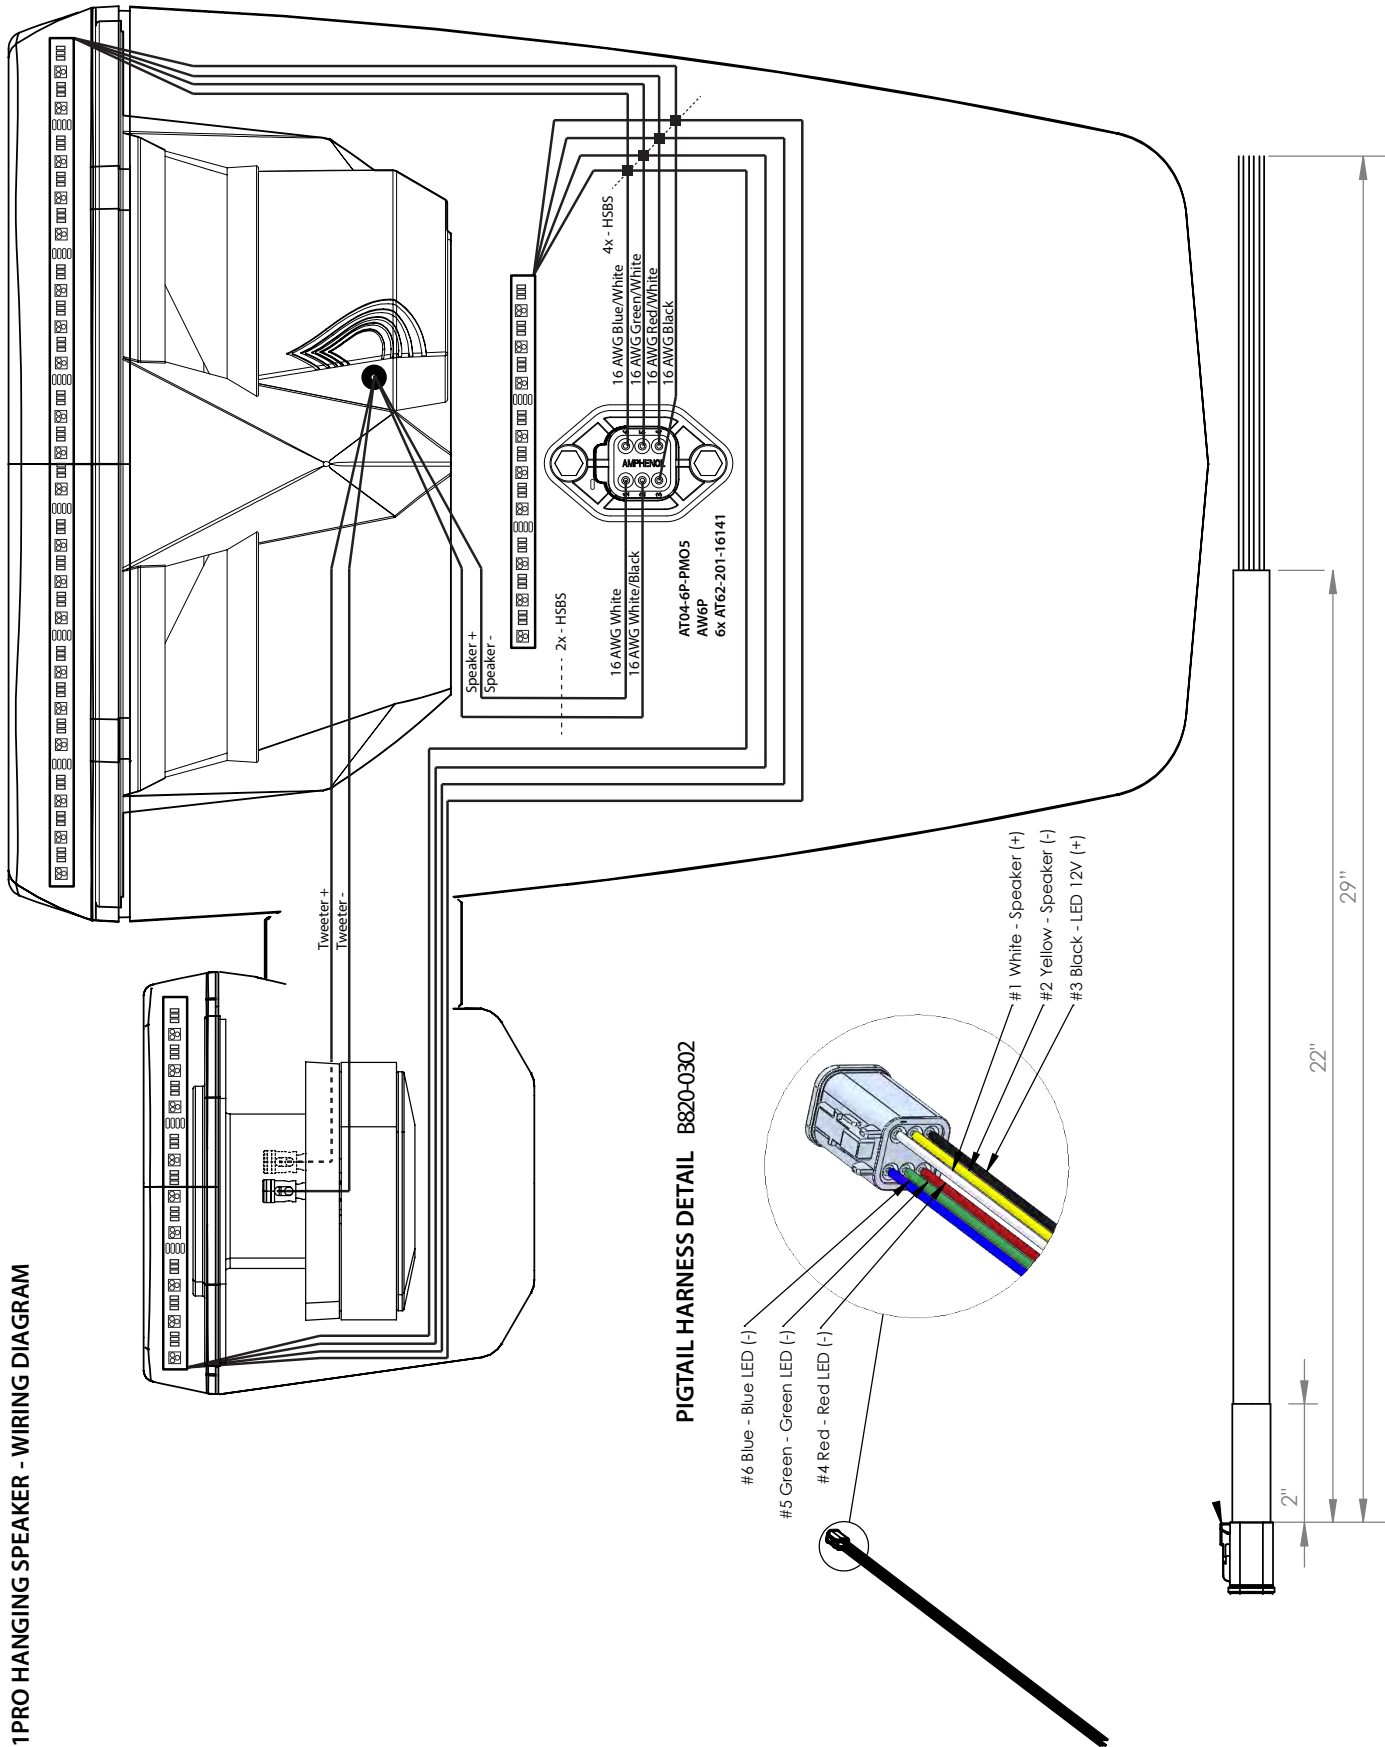 1PRO HANGING SPEAKER - WIRING DIAGRAM
Tweeter +
Tweeter -
Speaker +
Speaker -
2x - HSBS
4x - HSBS
16 AWG White
16 AWG White/Black
16 AWG Blue/White
16 AWG Green/White
16 AWG Red/White
16 AWG Black
AMPHENOL
AT04-6P-PM05
AW6P
6x AT62-201-16141
PIGTAIL HARNESS DETAIL B820-0302
#6 Blue - Blue LED (-)
#5 Green - Green LED (-)
#4 Red - Red LED (-)
#1 White - Speaker (+)
#2 Yellow - Speaker (-)
#3 Black - LED 12V (+)
2"
22"
29"